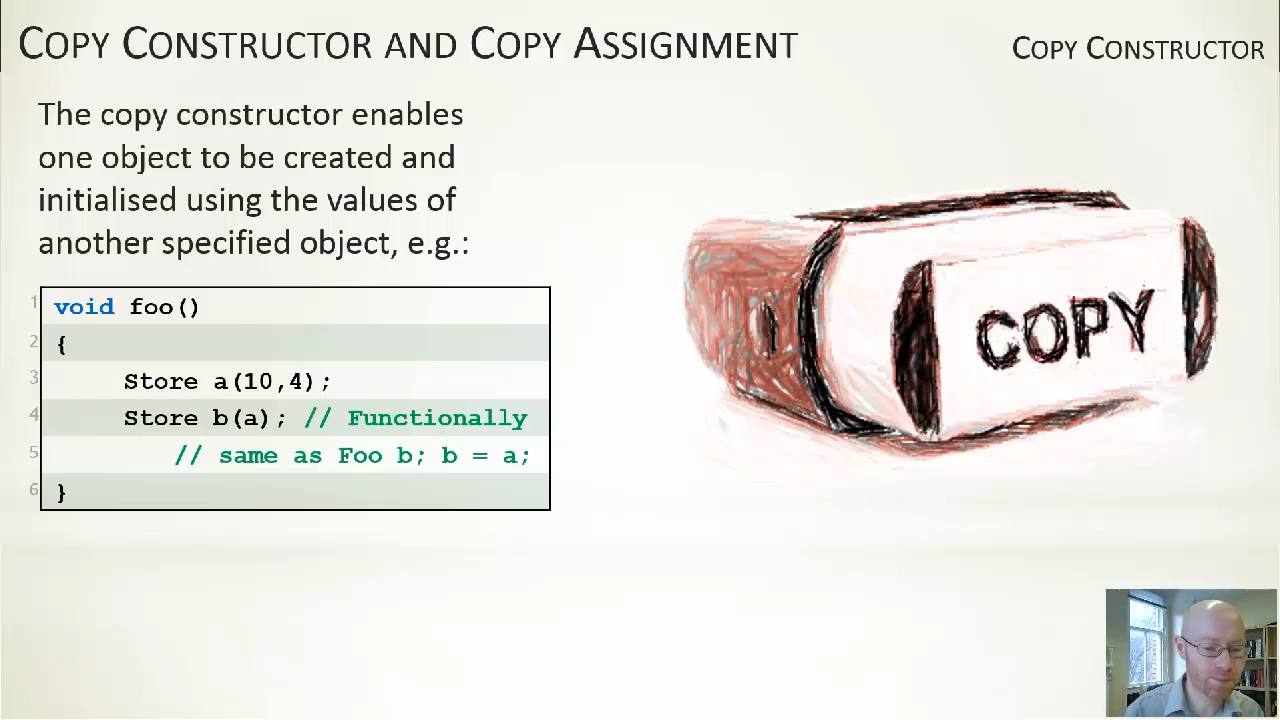 COPY CONSTRUCTOR AND COPY ASSIGNMENT
COPY CONSTRUCTOR
The copy constructor enables
one object to be created and
initialised using the values of
another specified object, e.g.:
1 void foo()
2 {
3 Store a(10,4);
4 Store b(a); // Functionally
5 // same as Foo b; b = a;
6 }
COPY